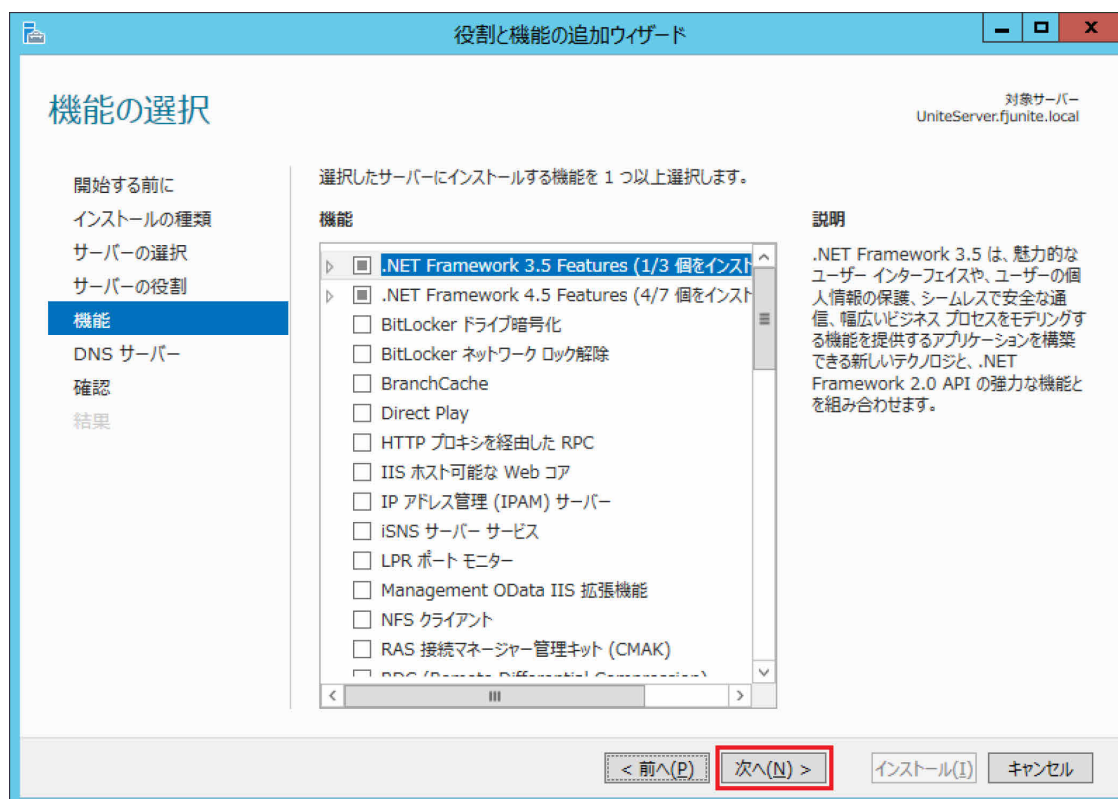 役割と機能の追加ウィザード
機能の選択
対象サーバー
UniteServer.fjunite.local
開始する前に
インストールの種類
サーバーの選択
サーバーの役割
機能
DNS サーバー
確認
結果
選択したサーバーにインストールする機能を 1 つ以上選択します。
機能
.NET Framework 3.5 Features (1/3 個をインスト
.NET Framework 4.5 Features (4/7 個をインスト
BitLocker ドライブ暗号化
BitLocker ネットワーク ロック解除
BranchCache
Direct Play
HTTP プロキシを経由した RPC
IIS ホスト可能な Web コア
IP アドレス管理 (IPAM) サーバー
iSNS サーバー サービス
LPR ポート モニター
Management OData IIS 拡張機能
NFS クライアント
RAS 接続マネージャー管理キット (CMAK)
RDC (Remote Differential Compression)
説明
.NET Framework 3.5 は、魅力的な
ユーザー インターフェイスや、ユーザーの個
人情報の保護、シームレスで安全な通
信、幅広いビジネス プロセスをモデリングす
る機能を提供するアプリケーションを構築
できる新しいテクノロジと、.NET
Framework 2.0 API の強力な機能と
を組み合わせます。
< 前へ(P)
次へ(N) >
インストール(I)
キャンセル